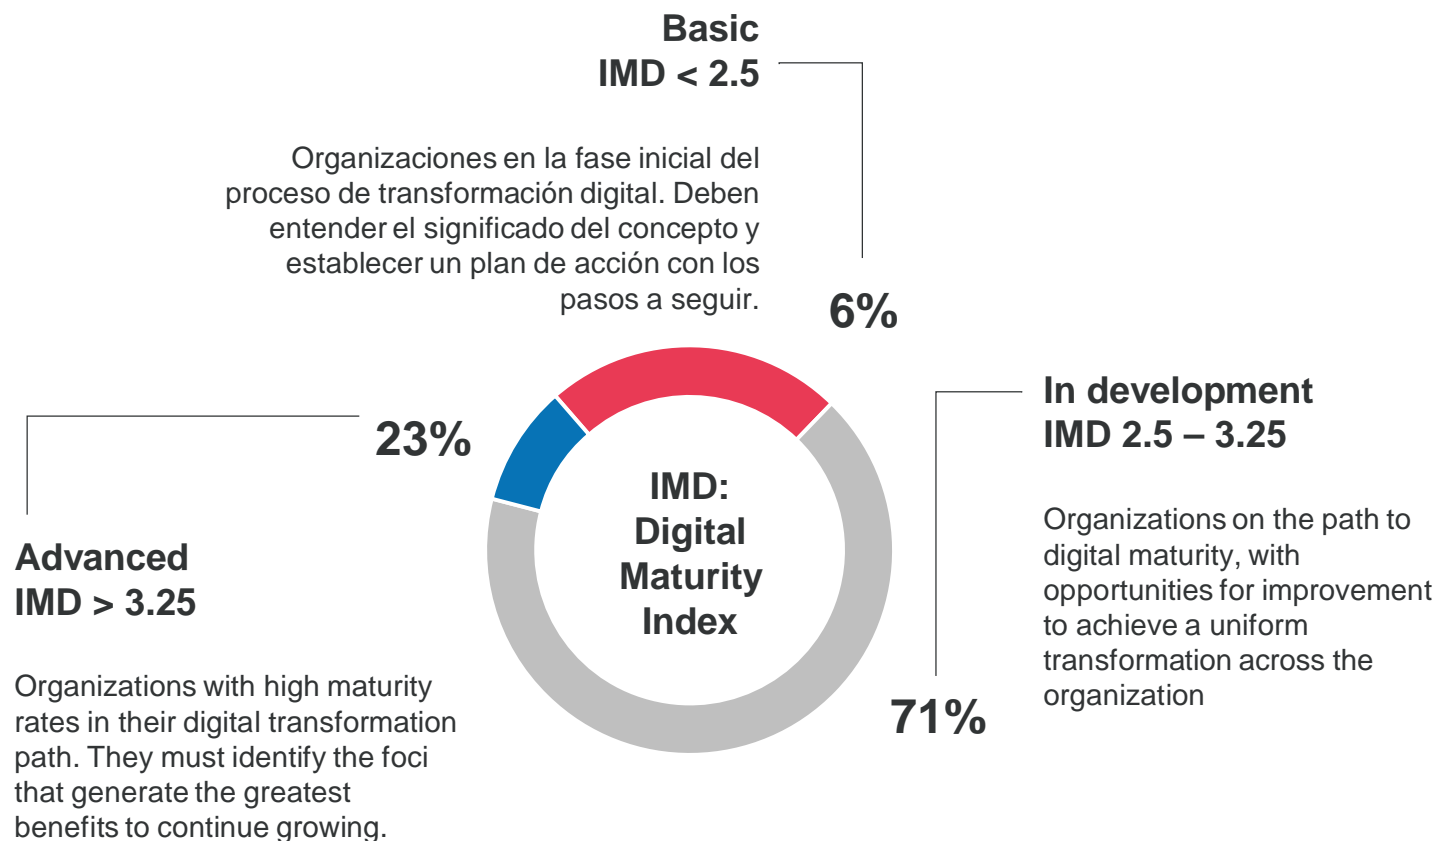 Basic
IMD < 2.5
Organizaciones en la fase inicial del
proceso de transformación digital. Deben
entender el significado del concepto y
establecer un plan de acción con los
pasos a seguir.
6%
23%
Advanced
IMD > 3.25
Organizations with high maturity
rates in their digital transformation
path. They must identify the foci
that generate the greatest
benefits to continue growing.
IMD:
Digital
Maturity
Index
In development
IMD 2.5 – 3.25
Organizations on the path to
digital maturity, with
opportunities for improvement
to achieve a uniform
transformation across the
organization
71%